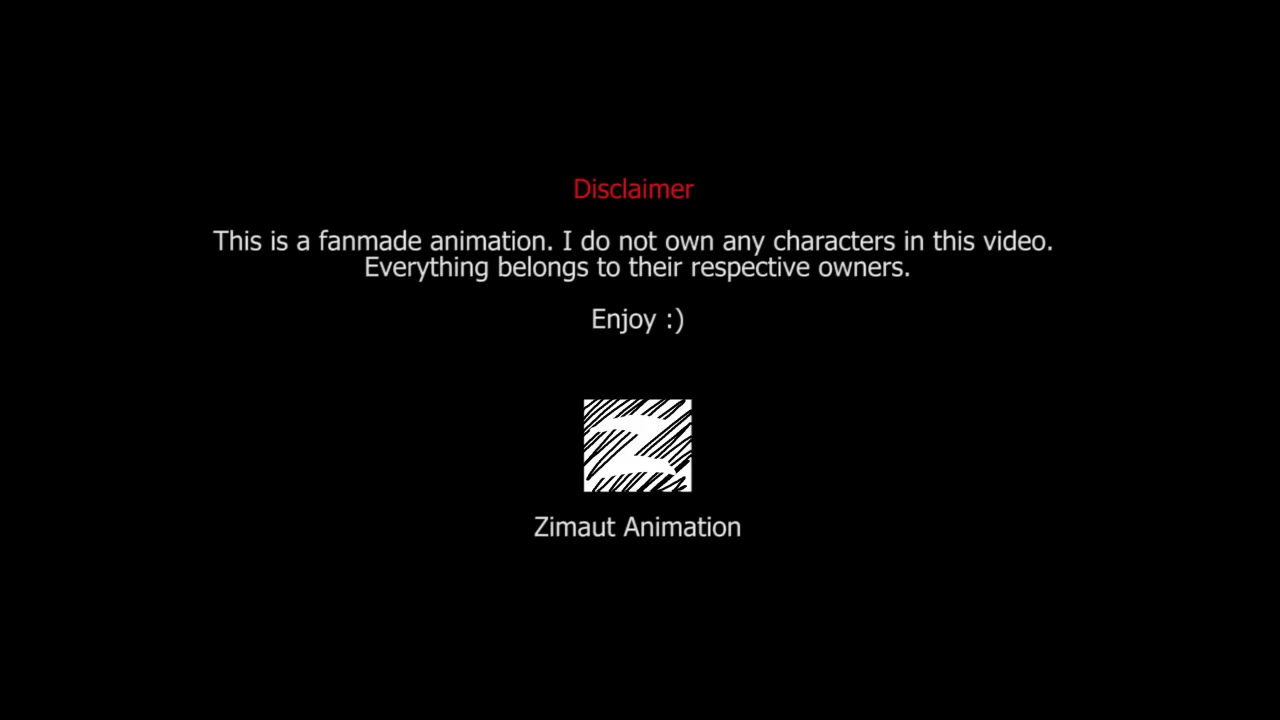 Disclaimer
This is a fanmade animation. I do not own any characters in this video.
Everything belongs to their respective owners.
Enjoy :)
Z
Zimaut Animation